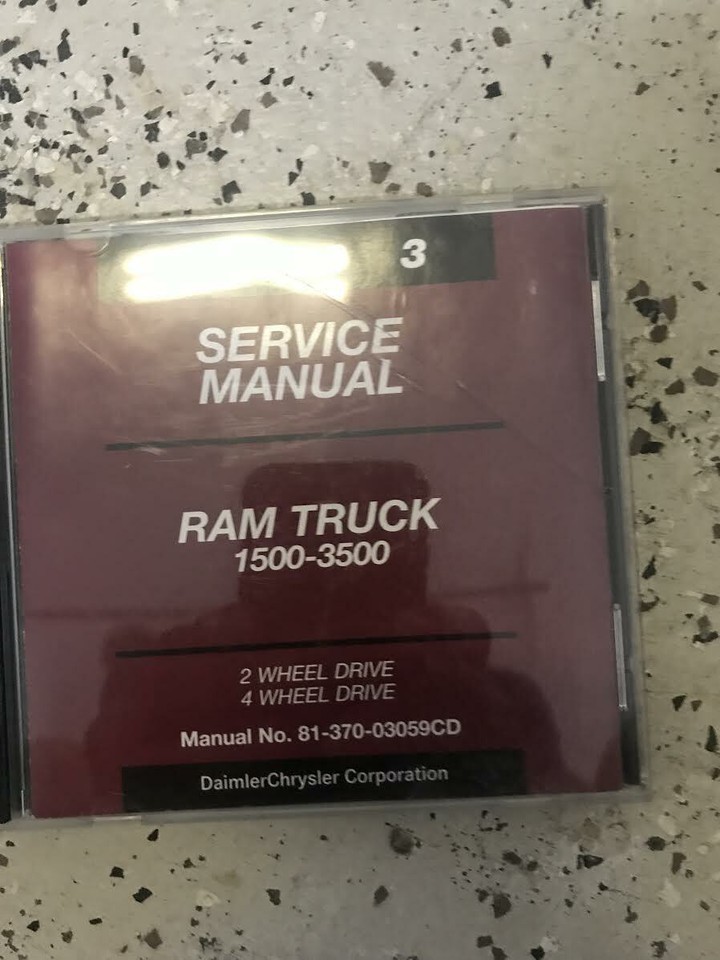 3
SERVICE
MANUAL
RAM TRUCK
1500-3500
2 WHEEL DRIVE
4 WHEEL DRIVE
Manual No. 81-370-03059CD
DaimlerChrysler Corporation